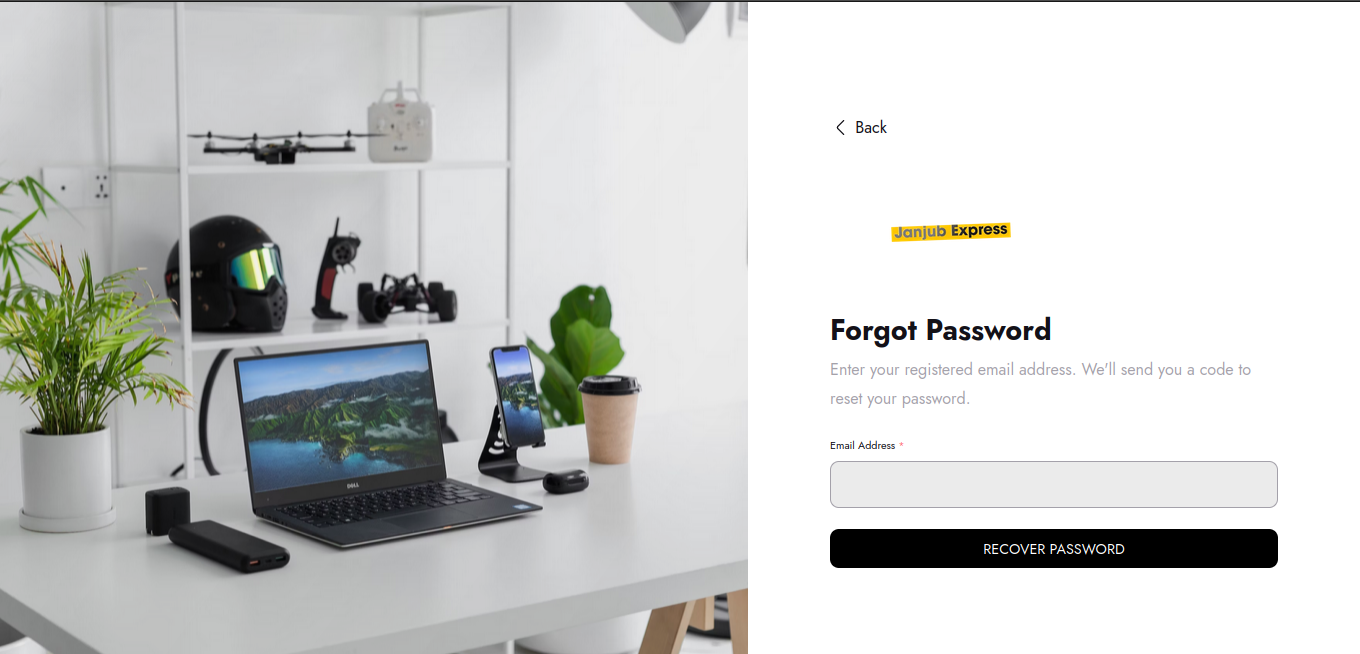 Back
Janjub Express
Forgot Password
Enter your registered email address. We'll send you a code to
reset your password.
Email Address *
RECOVER PASSWORD
DELL